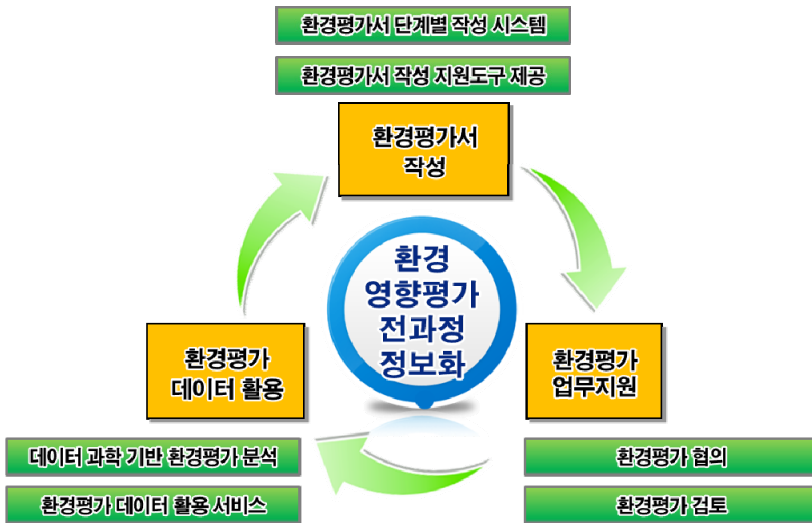 환경평가서 단계별 작성 시스템
환경평가서 작성 지원도구 제공
환경평가서
작성
환경
영향평가
전과정
정보화
환경평가
데이터 활용
환경평가
업무지원
데이터 과학 기반 환경평가 분석
환경평가 데이터 활용 서비스
환경평가 협의
환경평가 검토